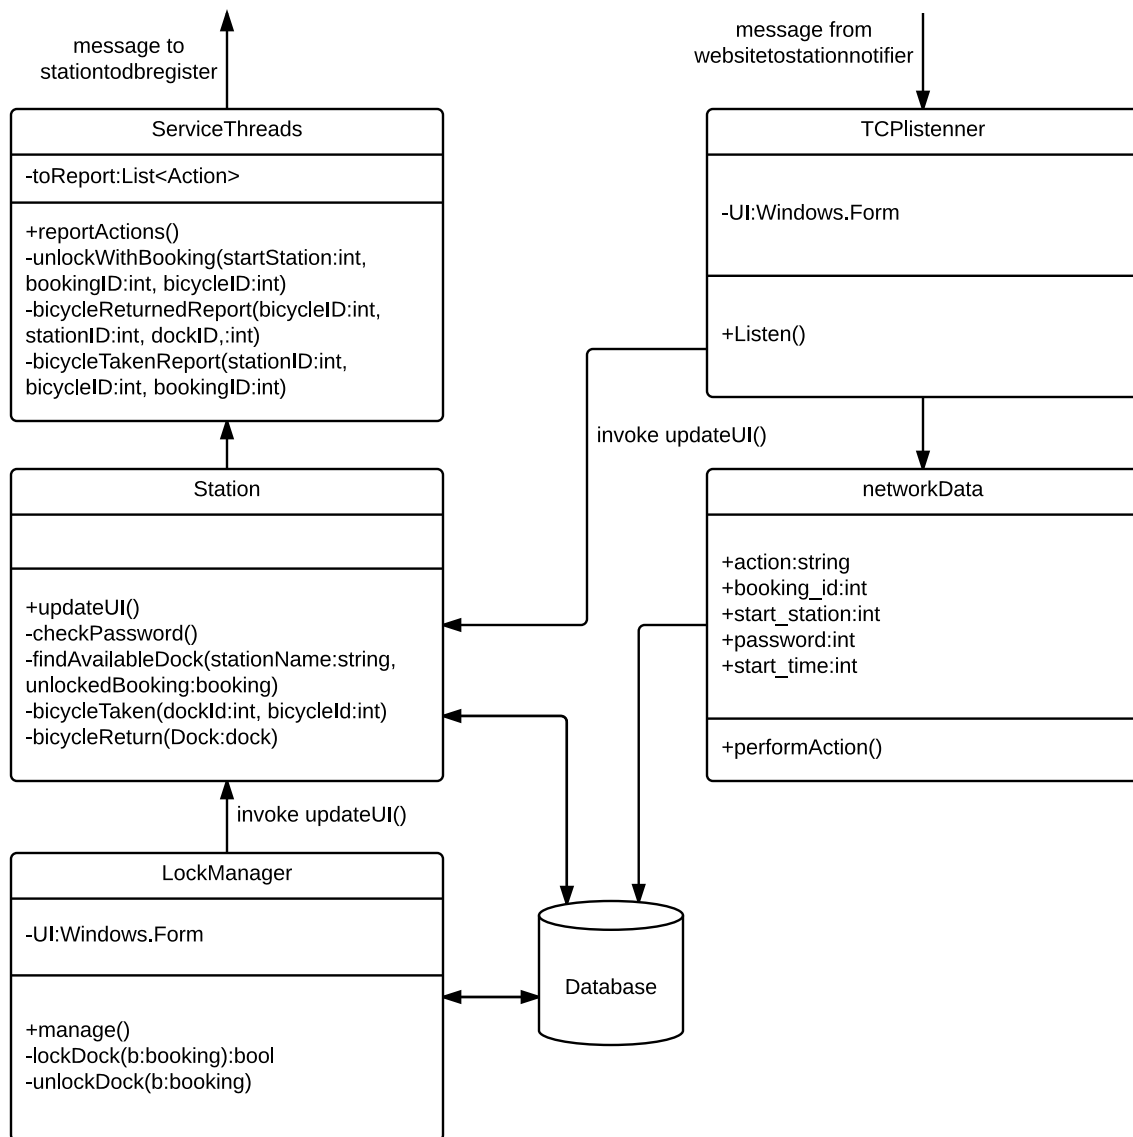 message to
stationtodbregister
message from
websitetostationnotifier
ServiceThreads
-toReport:List<Action>
+reportActions()
-unlockWithBooking(startStation:int,
bookingID:int, bicycleID:int)
-bicycleReturnedReport(bicycleID:int,
stationID:int, dockID,:int)
-bicycleTakenReport(stationID:int,
bicycleID:int, bookingID:int)
TCPlistenner
-UI:Windows.Form
+Listen()
invoke updateUI()
Station
+updateUI()
-checkPassword()
-findAvailableDock(stationName:string,
unlockedBooking:booking)
-bicycleTaken(dockId:int, bicycleId:int)
-bicycleReturn(Dock:dock)
networkData
+action:string
+booking_id:int
+start_station:int
+password:int
+start_time:int
+performAction()
invoke updateUI()
LockManager
-UI:Windows.Form
+manage()
-lockDock(b:booking):bool
-unlockDock(b:booking)
Database